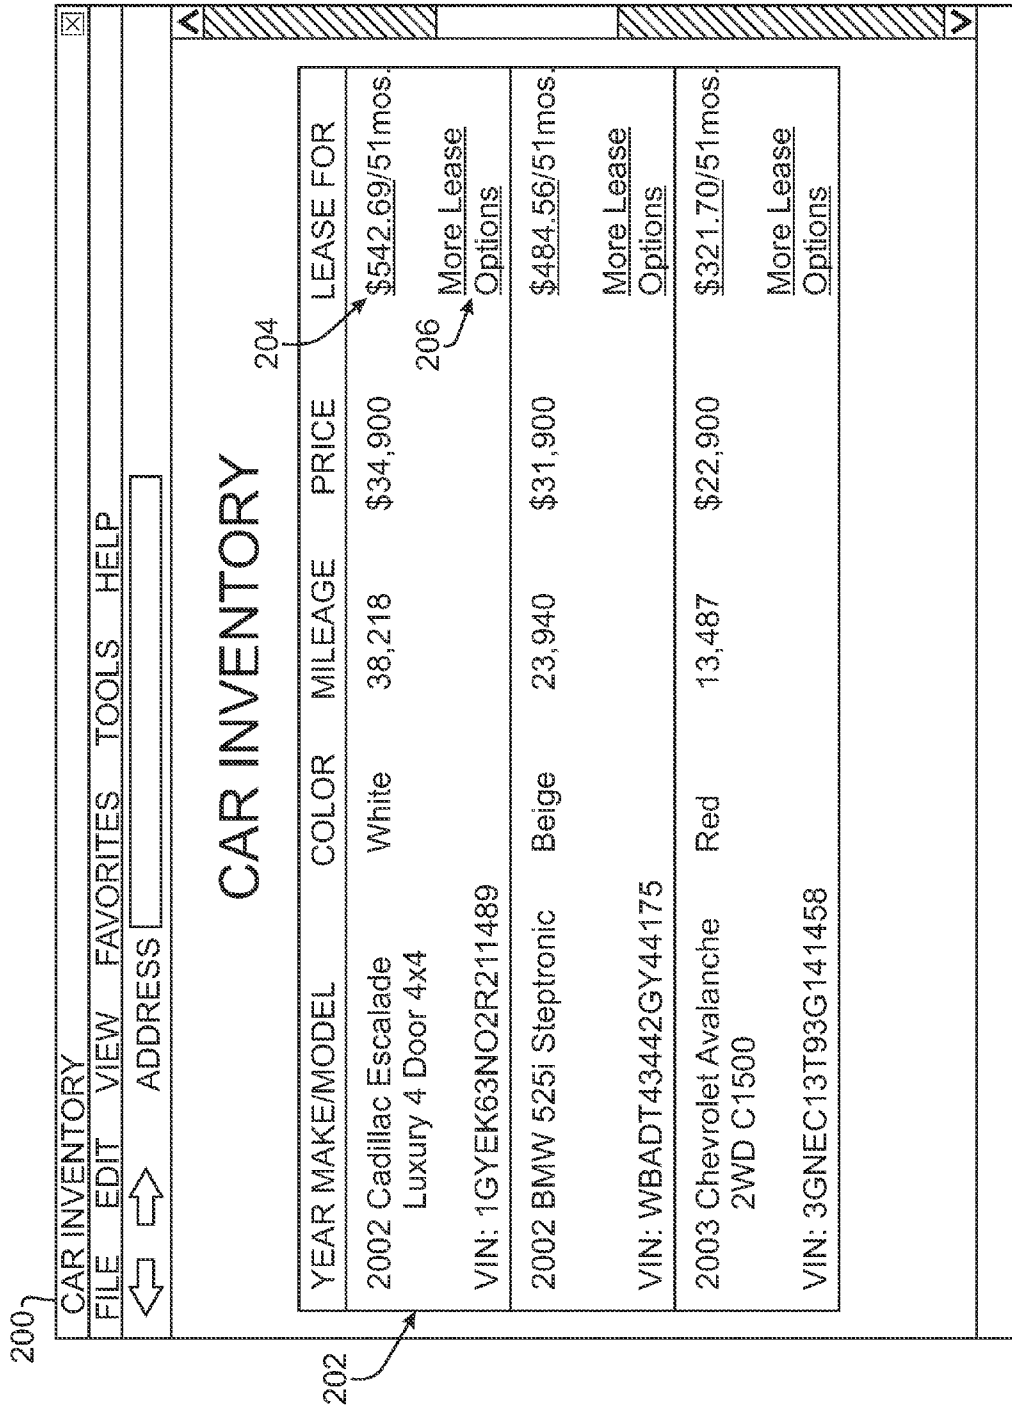 200
CAR INVENTORY
FILE EDIT VIEW FAVORITES TOOLS HELP
ADDRESS
CAR INVENTORY
202
204
206
YEAR MAKE/MODEL COLOR MILEAGE PRICE LEASE FOR
2002 Cadillac Escalade White 38,218 $34,900 $542.69/51mos.
Luxury 4 Door 4x4
More Lease
VIN: 1GYEK63NO2R211489 Options
2002 BMW 525i Steptronic Beige 23,940 $31,900 $484.56/51mos.
More Lease
VIN: WBADT43442GY44175 Options
2003 Chevrolet Avalanche Red 13,487 $22,900 $321.70/51mos.
2WD C1500
More Lease
VIN: 3GNEC13T93G141458 Options